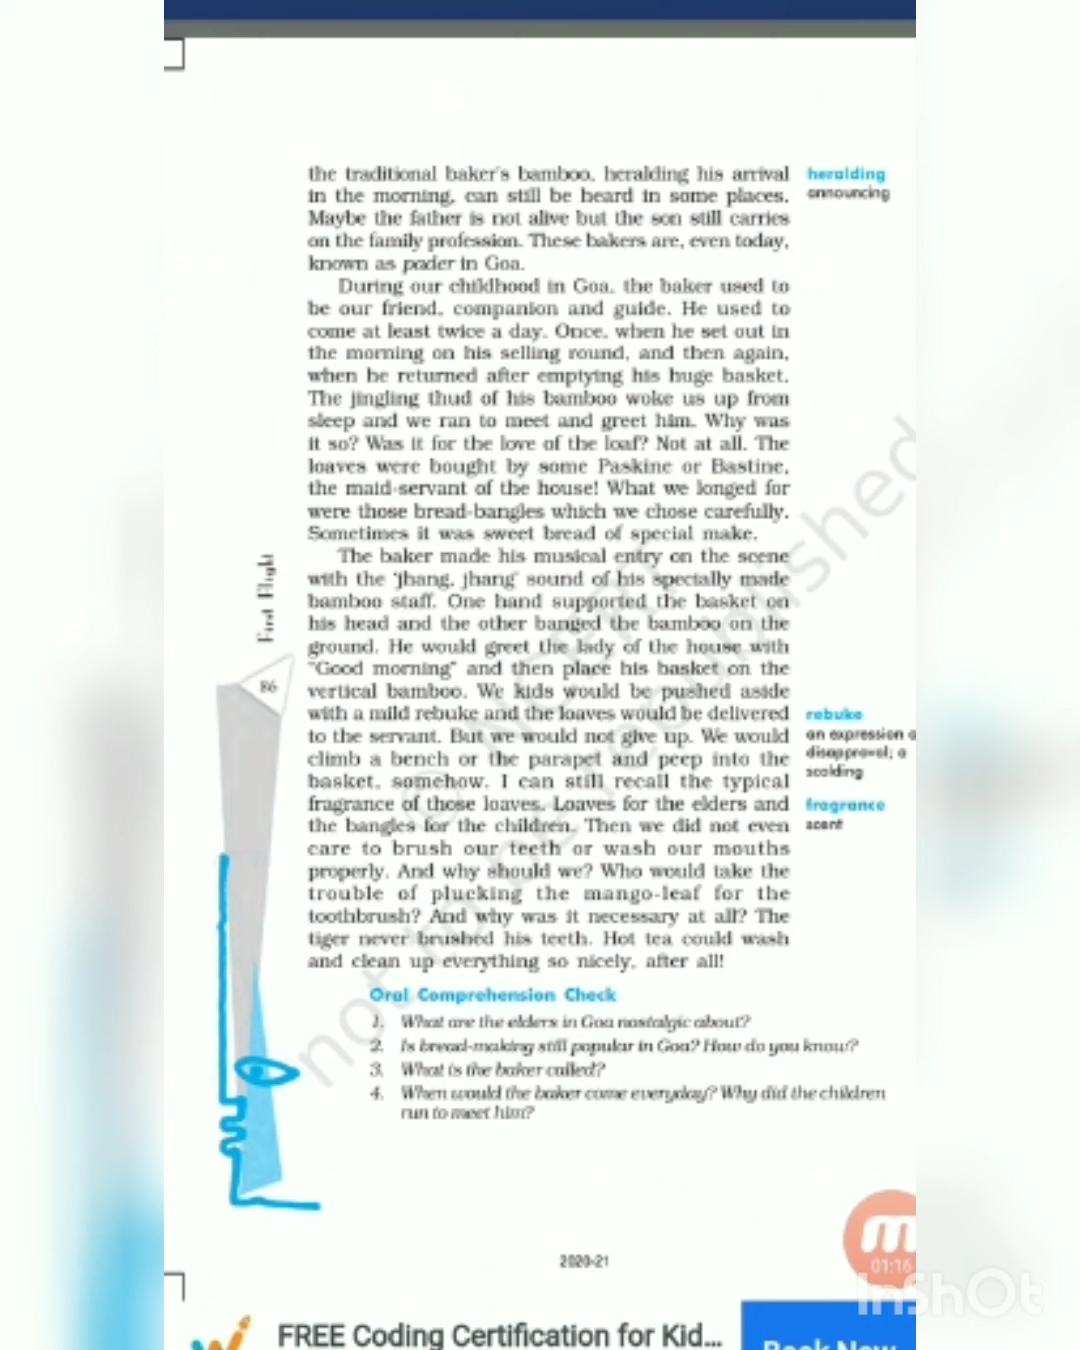 the traditional baker's bamboo, heralding his arrival
in the morning, can still be heard in some places.
Maybe the father is not alive but the son still carries
on the family profession. These bakers are, even today,
known as pader in Goa.
heralding
announcing
During our childhood in Goa, the baker used to
be our friend, companion and guide. He used to
come at least twice a day. Once, when he set out in
the morning on his selling round, and then again,
when he returned after emptying his huge basket.
The jingling thud of his bamboo woke us up from
sleep and we ran to meet and greet him. Why was
it so? Was it for the love of the loaf? Not at all. The
loaves were bought by some Paskine or Bastine,
the maid-servant of the house! What we longed for
were those bread-bangles which we chose carefully.
Sometimes it was sweet bread of special make.
The baker made his musical entry on the scene
with the 'jhang, jhang' sound of his specially made
bamboo staff. One hand supported the basket on
his head and the other banged the bamboo on the
ground. He would greet the lady of the house with
"Good morning" and then place his basket on the
vertical bamboo. We kids would be pushed aside
with a mild rebuke and the loaves would be delivered
to the servant. But we would not give up. We would
climb a bench or the parapet and peep into the
basket, somehow. I can still recall the typical
fragrance of those loaves. Loaves for the elders and
the bangles for the children. Then we did not even
care to brush our teeth or wash our mouths
properly. And why should we? Who would take the
trouble of plucking the mango-leaf for the
toothbrush? And why was it necessary at all? The
tiger never brushed his teeth. Hot tea could wash
and clean up everything so nicely, after all!
rebuke
an expression o
disapproval; a
scolding
fragrance
scent
First Flight
86
Oral Comprehension Check
1. What are the elders in Goa nostalgic about?
2. Is bread-making still popular in Goa? How do you know?
3. What is the baker called?
4. When would the baker come everyday? Why did the children
run to meet him?
© NCERT
not to be republished
2020-21
01:16
InShOt
FREE Coding Certification for Kid...
Book Now